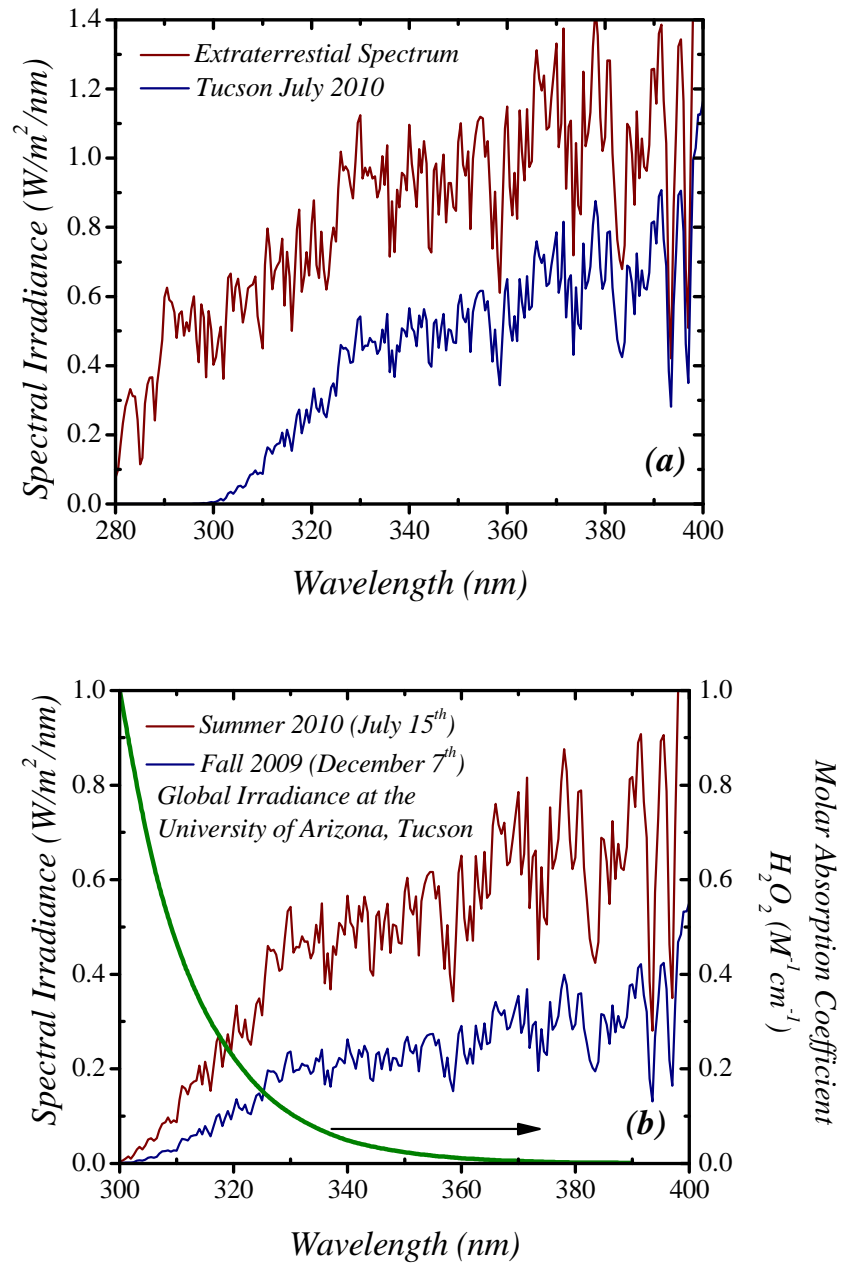 1.4
1.2
1.0
0.8
0.6
0.4
0.2
0.0
Spectral Irradiance (W/m²/nm)
Extraterrestial Spectrum
Tucson July 2010
(a)
280 300 320 340 360 380 400
Wavelength (nm)
1.0
0.8
0.6
0.4
0.2
0.0
Spectral Irradiance (W/m²/nm)
Summer 2010 (July 15th)
Fall 2009 (December 7th)
Global Irradiance at the
University of Arizona, Tucson
(b)
1.0
0.8
0.6
0.4
0.2
0.0
Molar Absorption Coefficient
H₂O₂ (M⁻¹cm⁻¹)
300 320 340 360 380 400
Wavelength (nm)